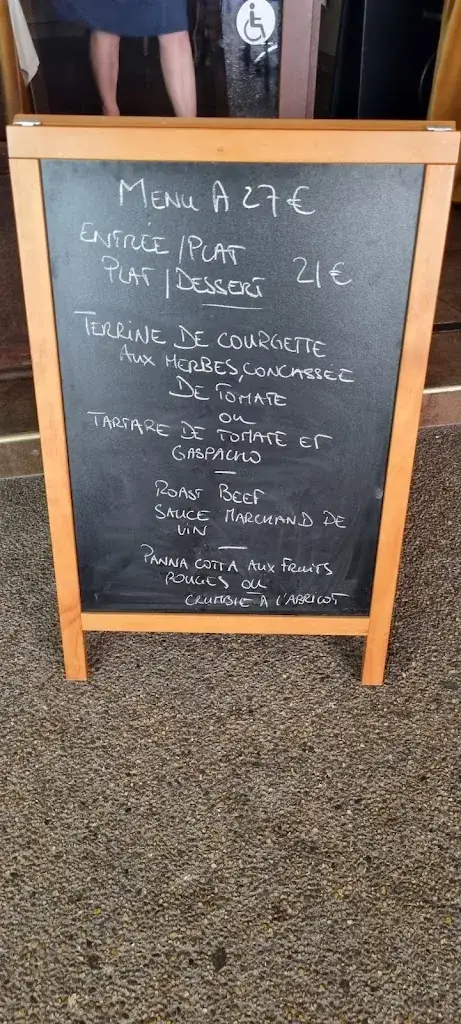 MENU A 27 €
ENTRÉE / PLAT
PLAT / DESSERT 21 €
TERRINE DE COURGETTE
AUX HERBES, CONCASSEE
DE TOMATE
OU
TARTARE DE TOMATE ET
GASPACHO
ROAST BEEF
SAUCE MARCHAND DE
VIN
PANNA COTTA AUX FRUITS
ROUGES OU
CRUMBLE À L'ABRICOT